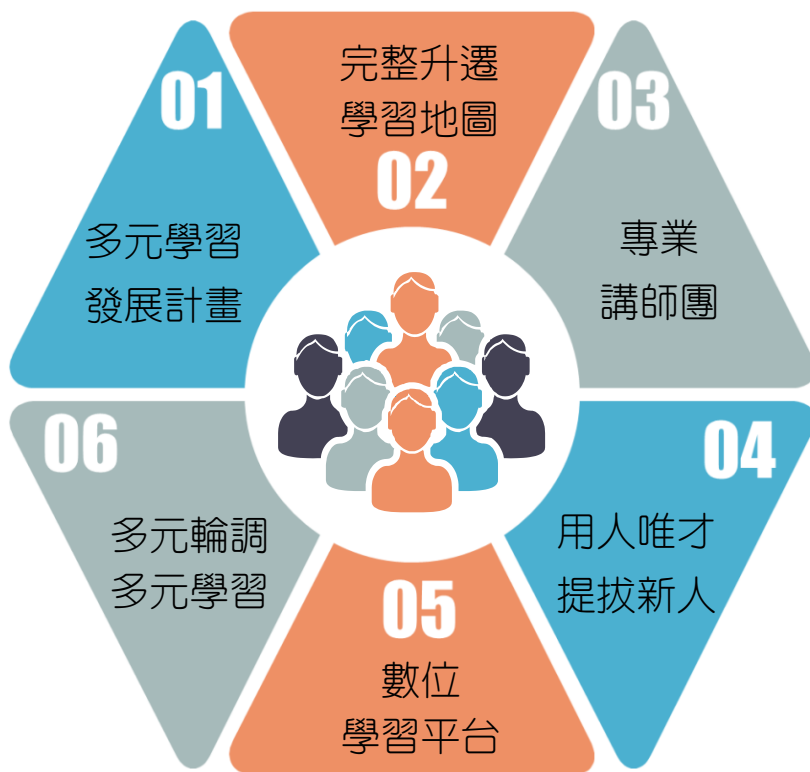 01
多元學習
發展計畫
完整升遷
學習地圖
02
03
專業
講師團
04
用人唯才
提拔新人
05
數位
學習平台
06
多元輪調
多元學習